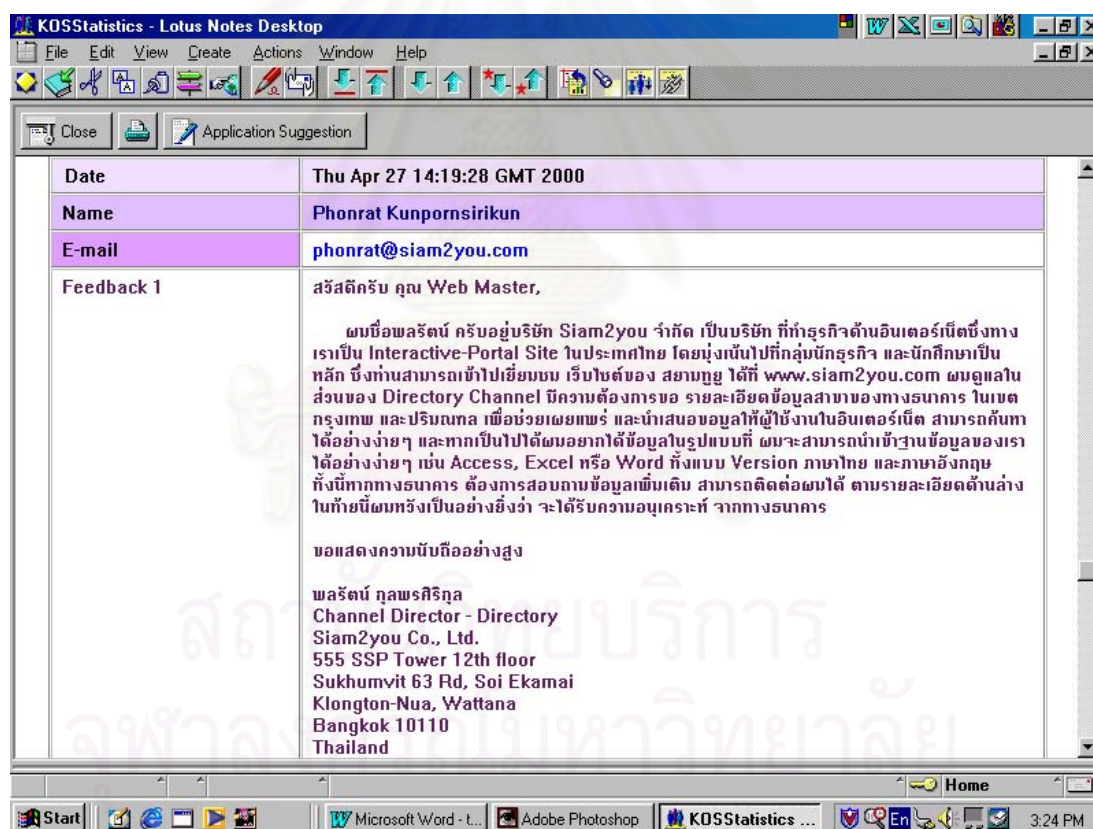 KOSStatistics - Lotus Notes Desktop
File Edit View Create Actions Window Help
Close Application Suggestion
Date Thu Apr 27 14:19:28 GMT 2000
Name Phonrat Kunpornsirikun
E-mail phonrat@siam2you.com
Feedback 1 สวัสดีครับ คุณ Web Master,
ผมชื่อพลรัตน์ ครับอยู่บริษัท Siam2you จำกัด เป็นบริษัท ที่ทำธุรกิจด้านอินเตอร์เน็ตซึ่งทาง
เราเป็น Interactive-Portal Site ในประเทศไทย โดยมุ่งเน้นไปที่กลุ่มนักธุรกิจ และนักศึกษาเป็น
หลัก ซึ่งท่านสามารถเข้าไปเยี่ยมชม เว็บไซต์ของ สยามทูยู ได้ที่ www.siam2you.com ผมดูแลใน
ส่วนของ Directory Channel มีความต้องการขอ รายละเอียดข้อมูลสาขาของทางธนาคาร ในเขต
กรุงเทพ และปริมณฑล เพื่อช่วยเผยแพร่ และนำเสนอขอมูลให้ผู้ใช้งานในอินเตอร์เน็ต สามารถค้นหา
ได้อย่างง่ายๆ และหากเป็นไปได้ผมอยากได้ข้อมูลในรูปแบบที่ ผมจะสามารถนำเข้าฐานข้อมูลของเรา
ได้อย่างง่ายๆ เช่น Access, Excel หรือ Word ทั้งแบบ Version ภาษาไทย และภาษาอังกฤษ
ทั้งนี้หากทางธนาคาร ต้องการสอบถามข้อมูลเพิ่มเติม สามารถติดต่อผมได้ ตามรายละเอียดด้านล่าง
ในท้ายนี้ผมหวังเป็นอย่างยิ่งว่า จะได้รับความอนุเคราะห์ จากทางธนาคาร
ขอแสดงความนับถืออย่างสูง
พลรัตน์ กุลพรศิริกุล
Channel Director - Directory
Siam2you Co., Ltd.
555 SSP Tower 12th floor
Sukhumvit 63 Rd, Soi Ekamai
Klongton-Nua, Wattana
Bangkok 10110
Thailand
สถาบันวิทยบริการ
จุฬาลงกรณ์มหาวิทยาลัย
Home
Start Microsoft Word - t... Adobe Photoshop KOSStatistics ... En 3:24 PM